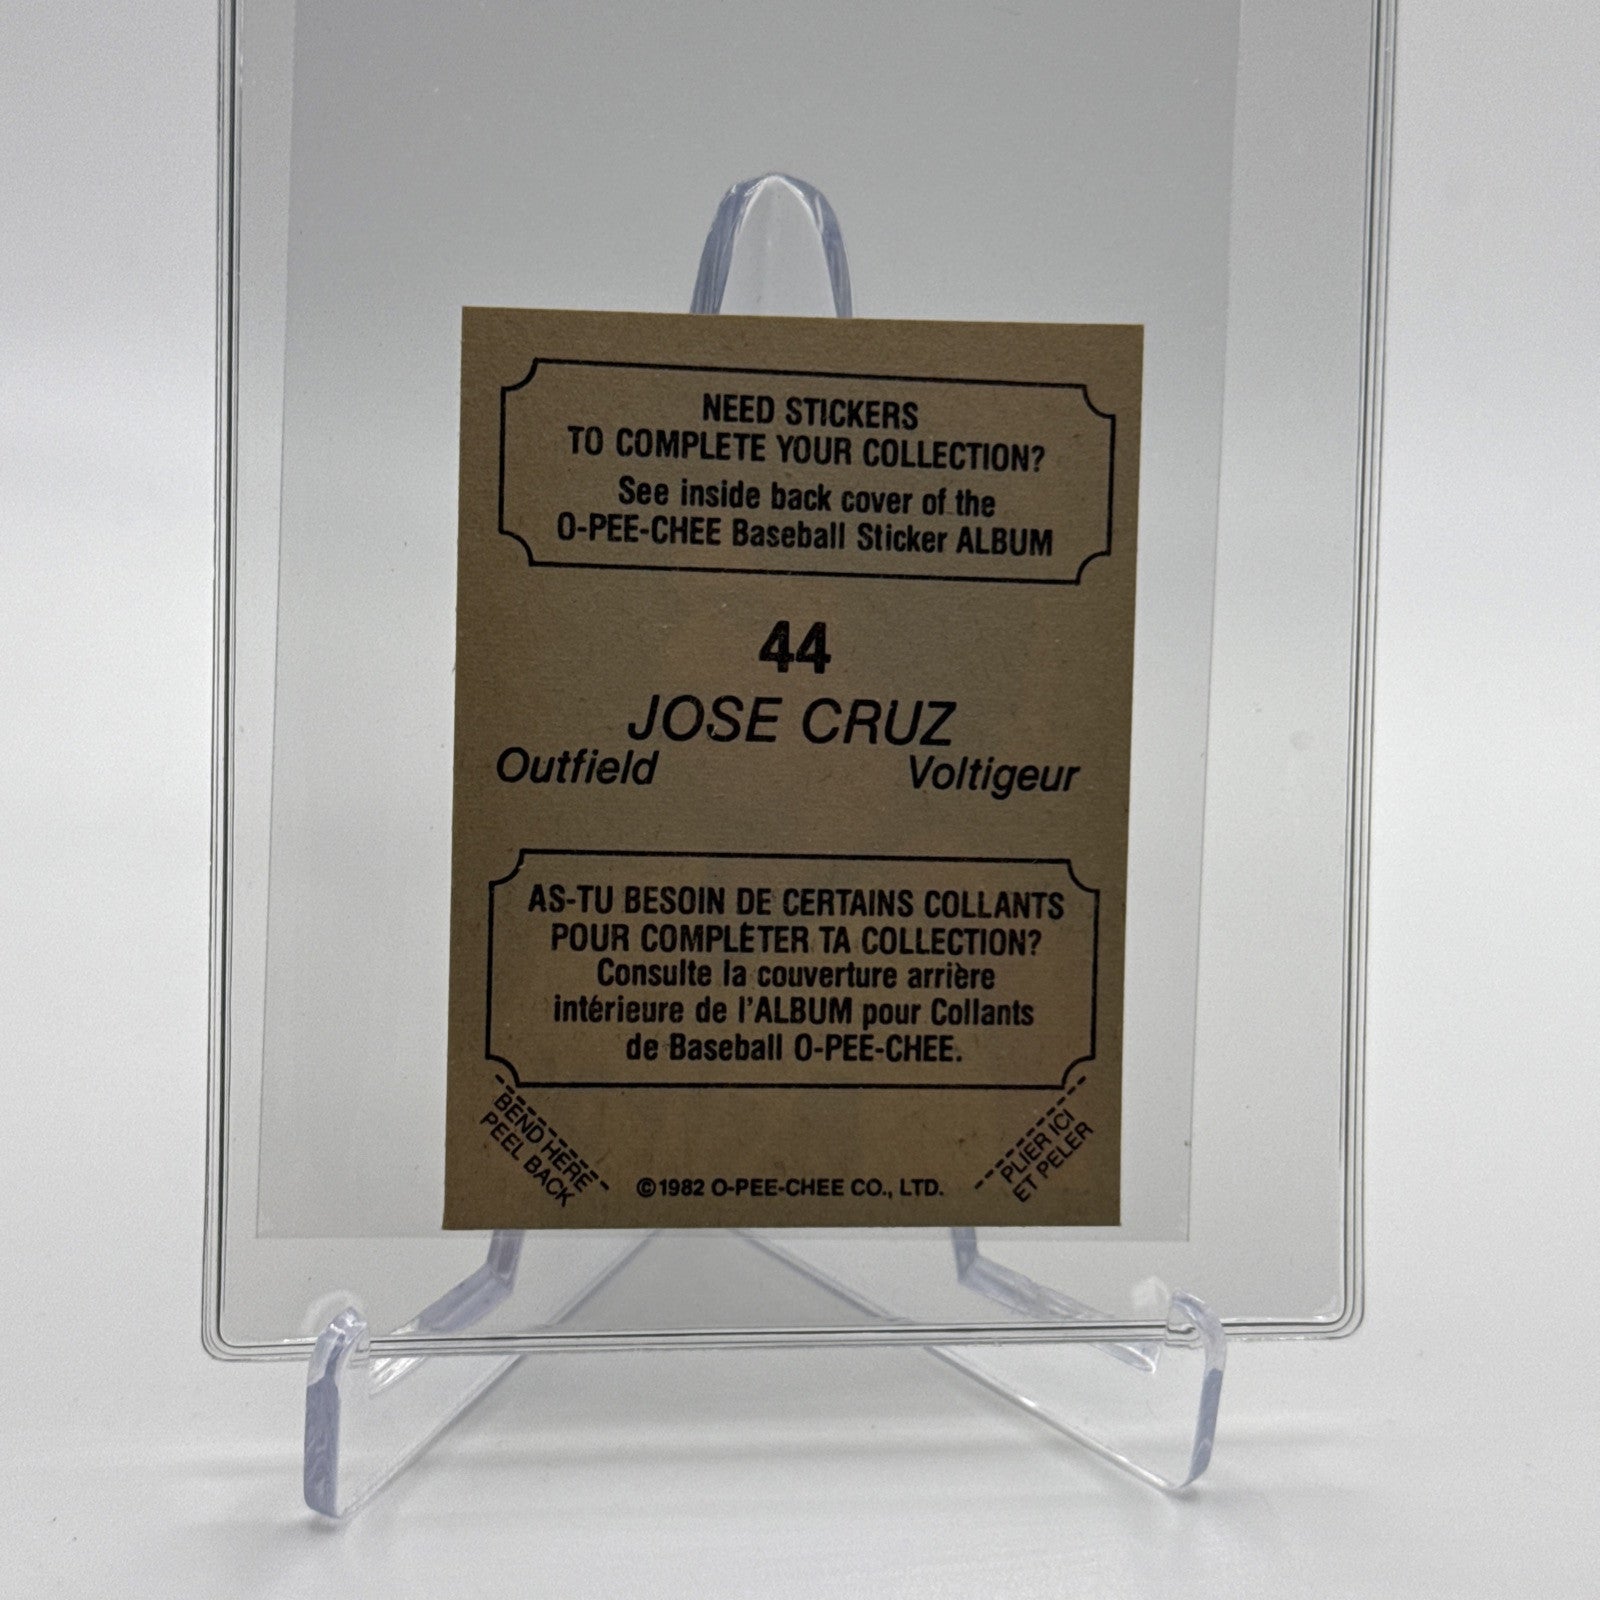 NEED STICKERS
TO COMPLETE YOUR COLLECTION?
See inside back cover of the
O-PEE-CHEE Baseball Sticker ALBUM
44
JOSE CRUZ
Outfield Voltigeur
AS-TU BESOIN DE CERTAINS COLLANTS
POUR COMPLÉTER TA COLLECTION?
Consulte la couverture arrière
intérieure de l'ALBUM pour Collants
de Baseball O-PEE-CHEE.
BEND HERE
PEEL BACK
©1982 O-PEE-CHEE CO., LTD.
PLIER ICI
ET PELER